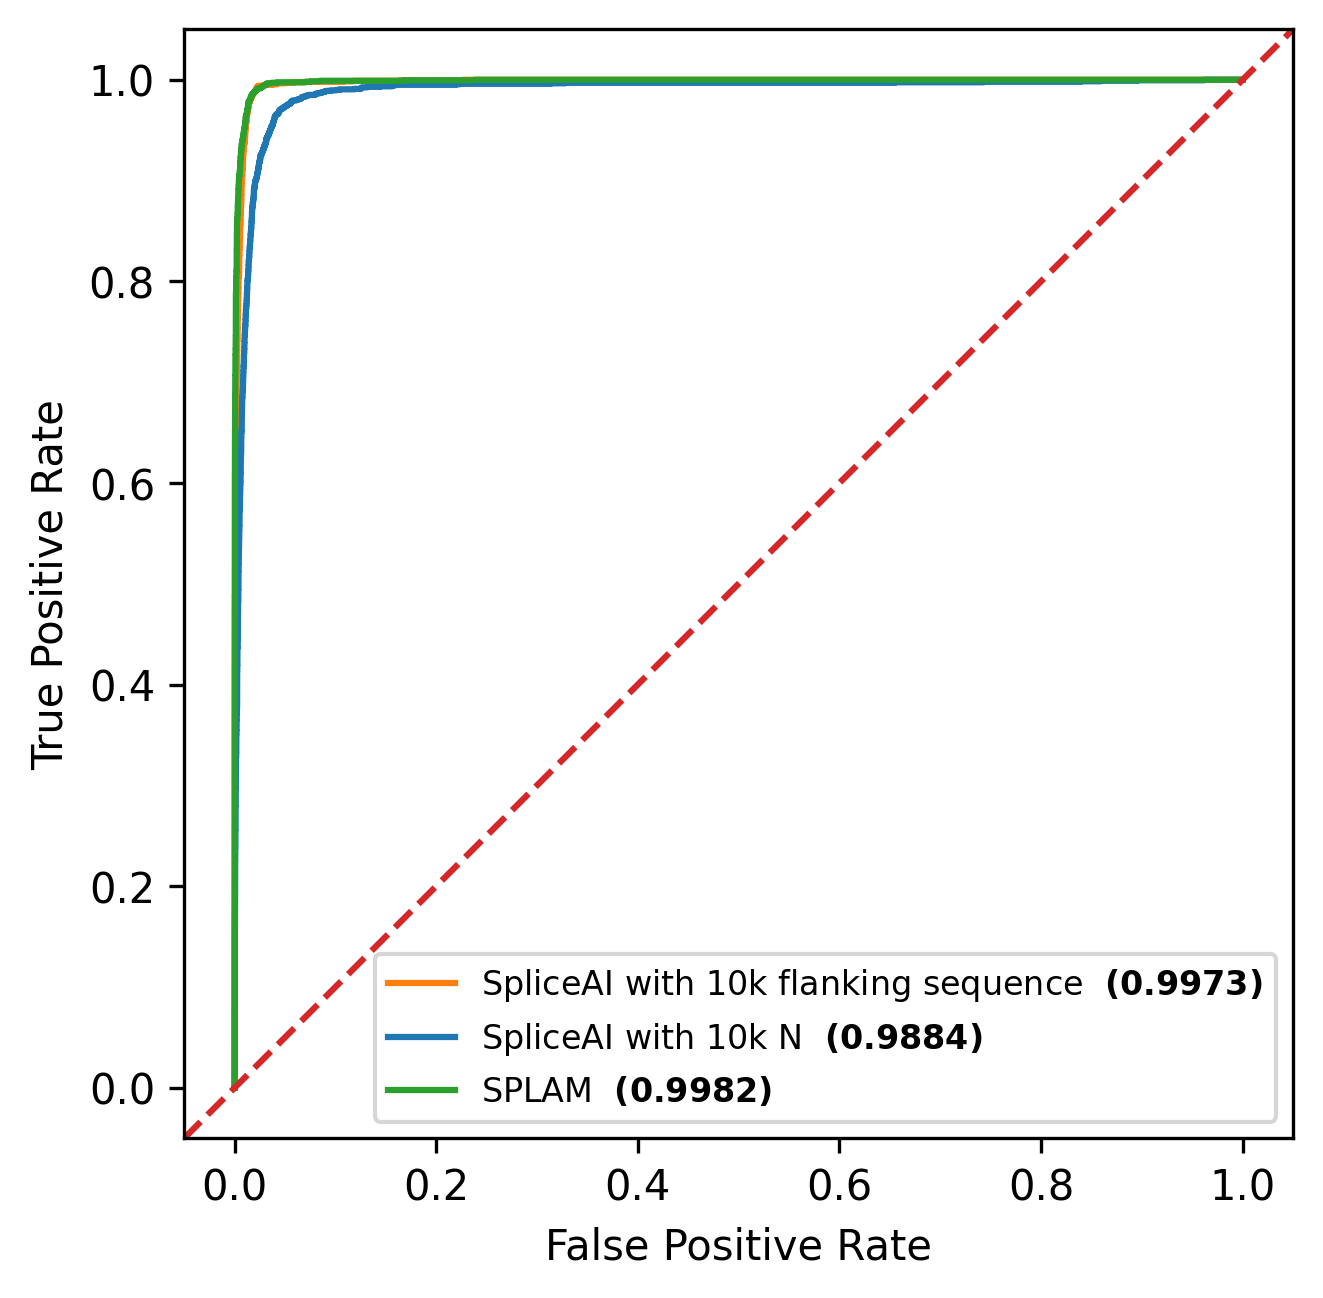 1.0
0.8
0.6
0.4
0.2
0.0
True Positive Rate
SpliceAI with 10k flanking sequence (0.9973)
SpliceAI with 10k N (0.9884)
SPLAM (0.9982)
0.0 0.2 0.4 0.6 0.8 1.0
False Positive Rate